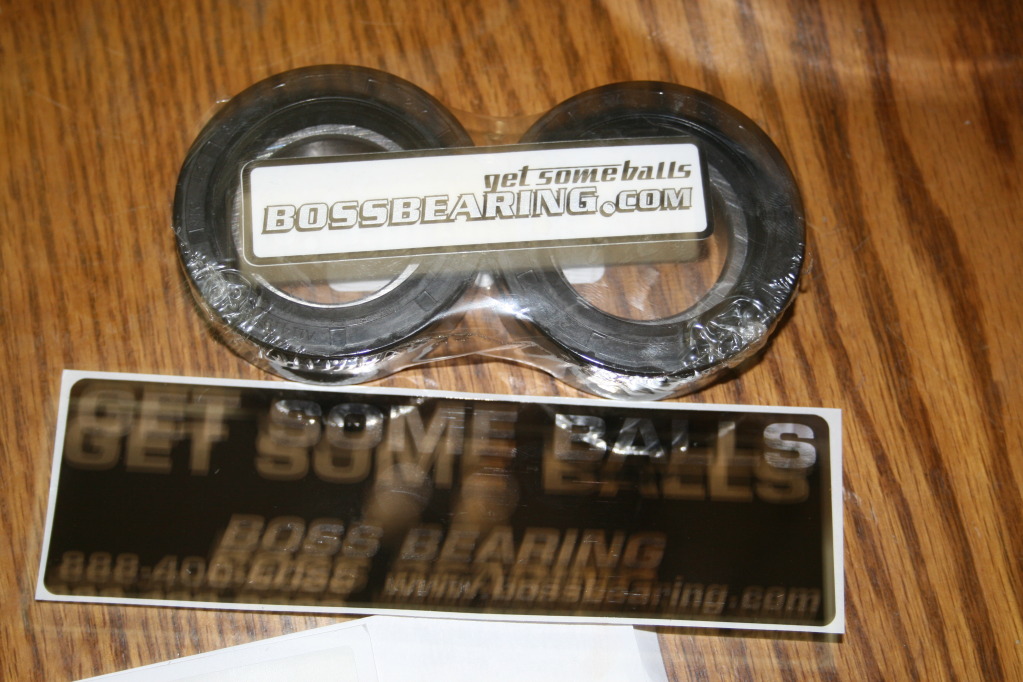 get some balls
BOSSBEARING.COM
GET SOME BALLS
BOSS BEARING
www.bossbearing.com